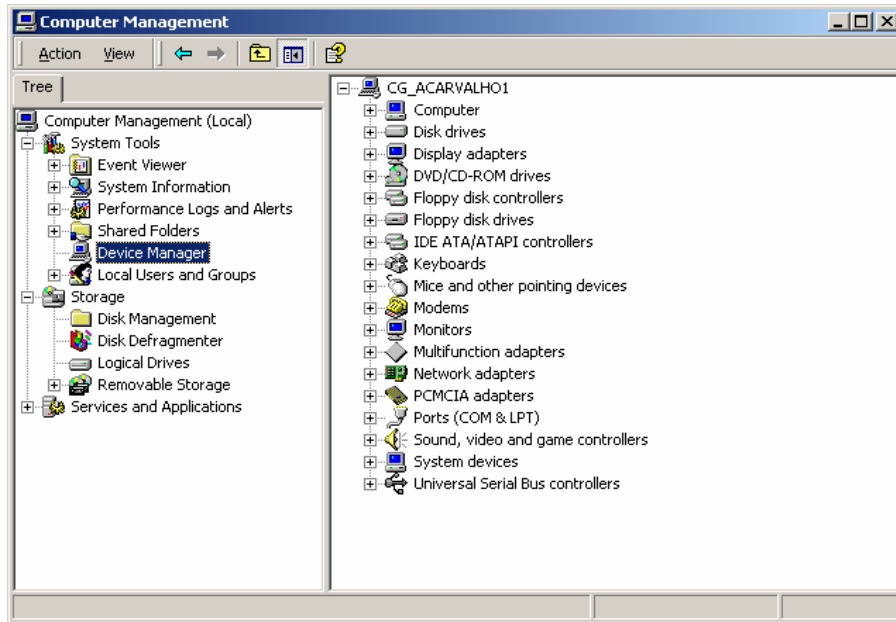 Computer Management
Action View
Tree
Computer Management (Local)
System Tools
Event Viewer
System Information
Performance Logs and Alerts
Shared Folders
Device Manager
Local Users and Groups
Storage
Disk Management
Disk Defragmenter
Logical Drives
Removable Storage
Services and Applications
CG_ACARVALHO1
Computer
Disk drives
Display adapters
DVD/CD-ROM drives
Floppy disk controllers
Floppy disk drives
IDE ATA/ATAPI controllers
Keyboards
Mice and other pointing devices
Modems
Monitors
Multifunction adapters
Network adapters
PCMCIA adapters
Ports (COM & LPT)
Sound, video and game controllers
System devices
Universal Serial Bus controllers